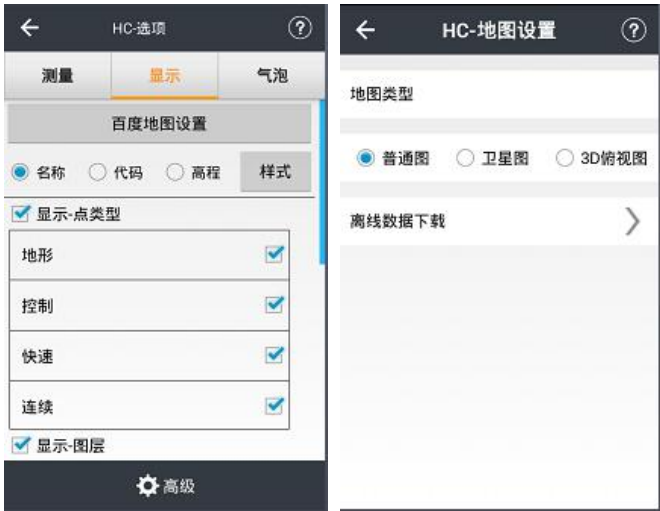 HC-选项
?
测量
显示
气泡
百度地图设置
名称
代码
高程
样式
显示-点类型
地形
控制
快速
连续
显示-图层
高级
HC-地图设置
?
地图类型
普通图
卫星图
3D俯视图
离线数据下载